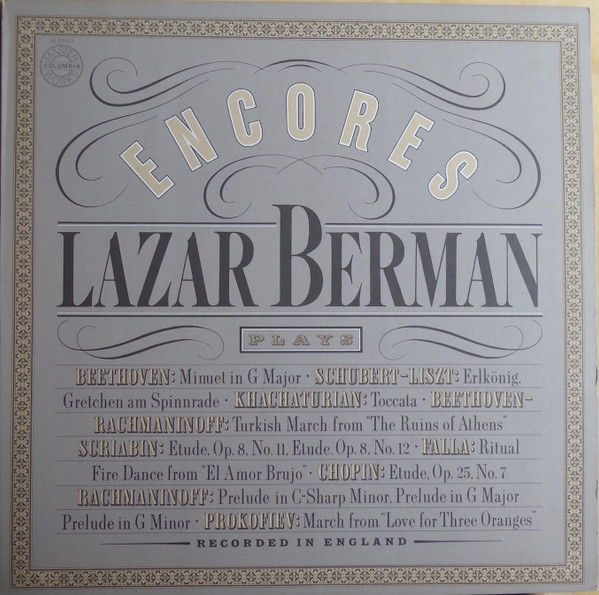 COLUMBIA
MASTERWORKS
ENCORES
LAZAR BERMAN
PLAYS
BEETHOVEN: Minuet in G Major · SCHUBERT–LISZT: Erlkönig,
Gretchen am Spinnrade · KHACHATURIAN: Toccata · BEETHOVEN–
RACHMANINOFF: Turkish March from "The Ruins of Athens"
SCRIABIN: Etude, Op. 8, No. 11, Etude, Op. 8, No. 12 · FALLA: Ritual
Fire Dance from "El Amor Brujo" · CHOPIN: Etude, Op. 25, No. 7
RACHMANINOFF: Prelude in C-Sharp Minor, Prelude in G Major
Prelude in G Minor · PROKOFIEV: March from "Love for Three Oranges"
RECORDED IN ENGLAND